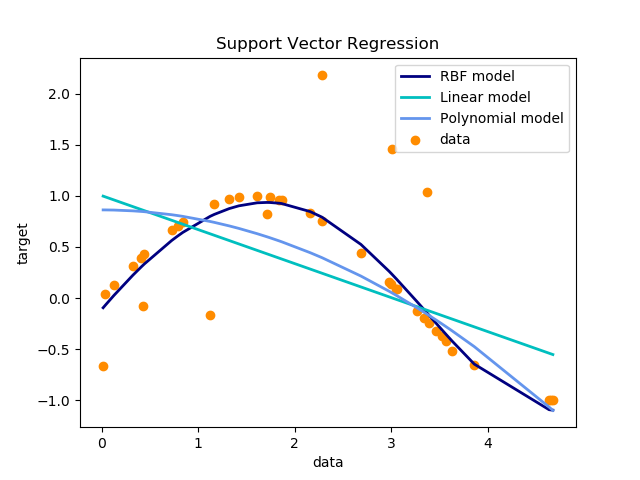 Support Vector Regression
RBF model
Linear model
Polynomial model
data
target
2.0
1.5
1.0
0.5
0.0
−0.5
−1.0
0 1 2 3 4
data